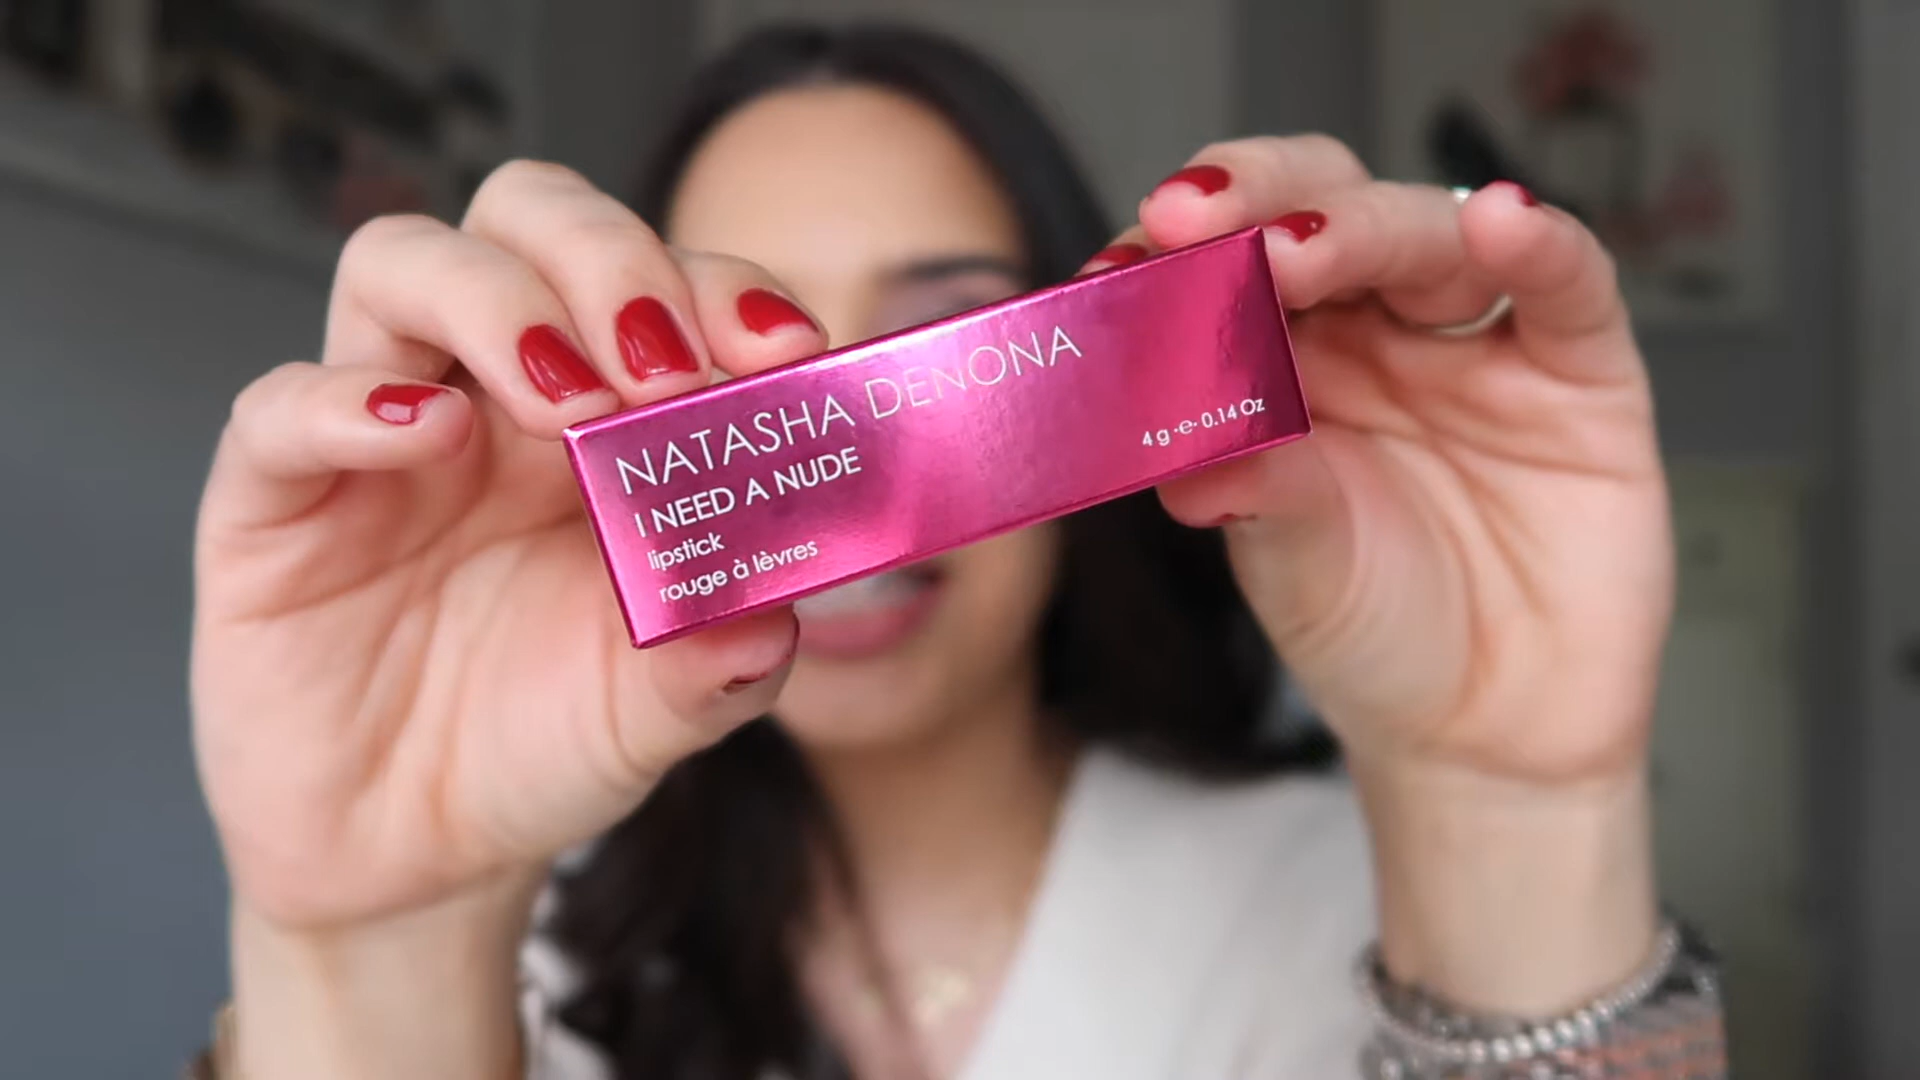 NATASHA DENONA
I NEED A NUDE
lipstick
rouge à lèvres
4 g ·e· 0.14 Oz